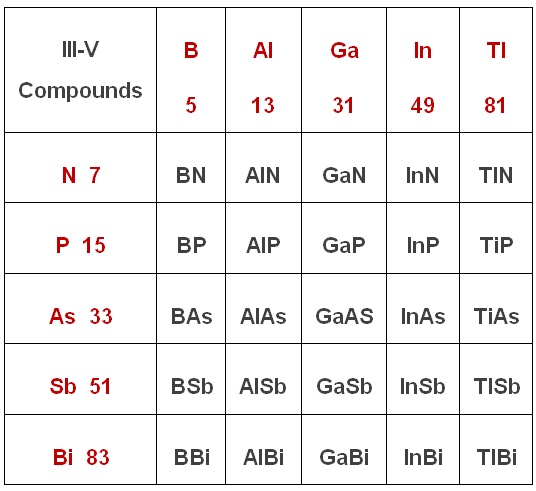 III-V B Al Ga In Tl
Compounds 5 13 31 49 81
N 7 BN AlN GaN InN TlN
P 15 BP AlP GaP InP TiP
As 33 BAs AlAs GaAS InAs TiAs
Sb 51 BSb AlSb GaSb InSb TlSb
Bi 83 BBi AlBi GaBi InBi TlBi